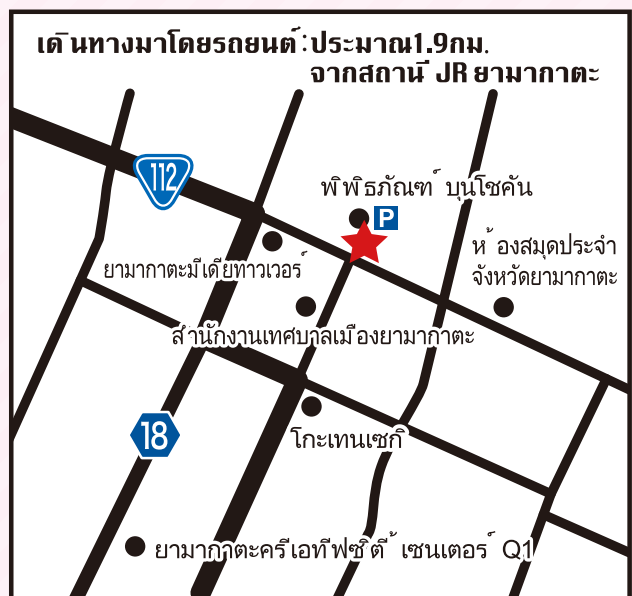 เดินทางมาโดยรถยนต์:ประมาณ1.9กม.
จากสถานี JR ยามากาตะ
112
พิพิธภัณฑ์ บุนโชคัน
P
ห้องสมุดประจำ
จังหวัดยามากาตะ
ยามากาตะมีเดียทาวเวอร์
สำนักงานเทศบาลเมืองยามากาตะ
18
โกะเทนเซกิ
ยามากาตะครีเอทีฟซิตี้ เซนเตอร์ Q1